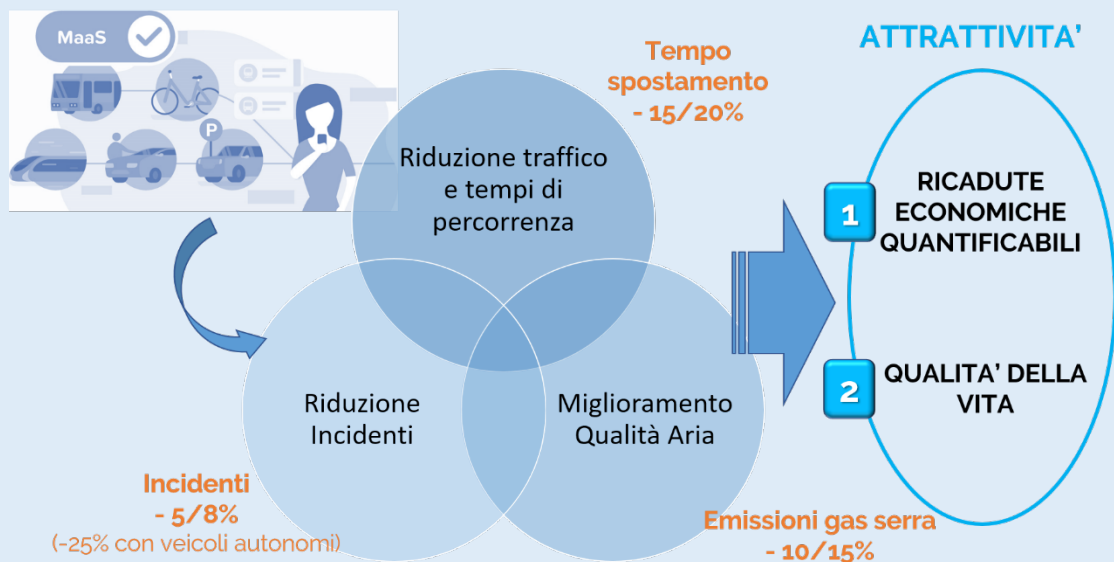 MaaS
P
Tempo
spostamento
- 15/20%
Riduzione traffico
e tempi di
percorrenza
Riduzione
Incidenti
Miglioramento
Qualità Aria
Incidenti
- 5/8%
(-25% con veicoli autonomi)
Emissioni gas serra
- 10/15%
ATTRATTIVITA'
1
RICADUTE
ECONOMICHE
QUANTIFICABILI
2
QUALITA' DELLA
VITA